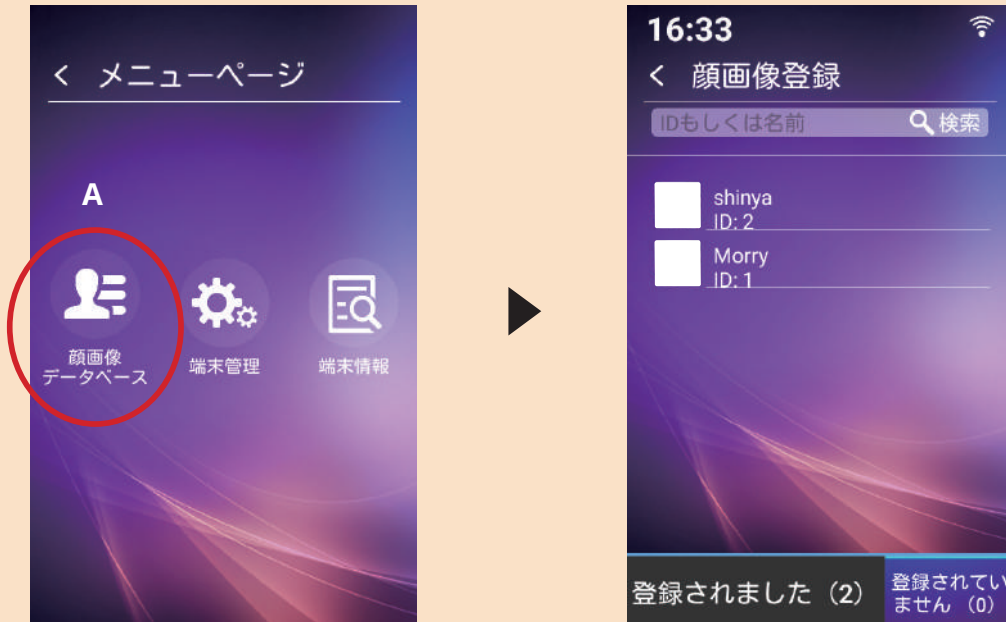 < メニューページ
A
顔画像
データベース
端末管理
端末情報
16:33
< 顔画像登録
IDもしくは名前
検索
shinya
ID: 2
Morry
ID: 1
登録されました（2）
登録されてい
ません（0）